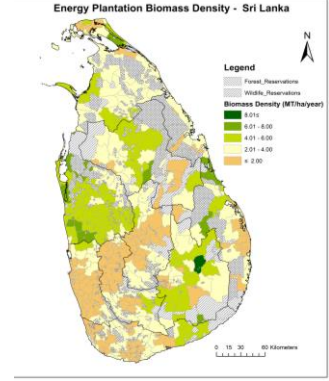 Energy Plantation Biomass Density - Sri Lanka
N
Legend
Forest_Reservations
Wildlife_Reservations
Biomass Density (MT/ha/year)
8.01≤
6.01 - 8.00
4.01 - 6.00
2.01 - 4.00
≤ 2.00
0 15 30 60 Kilometers